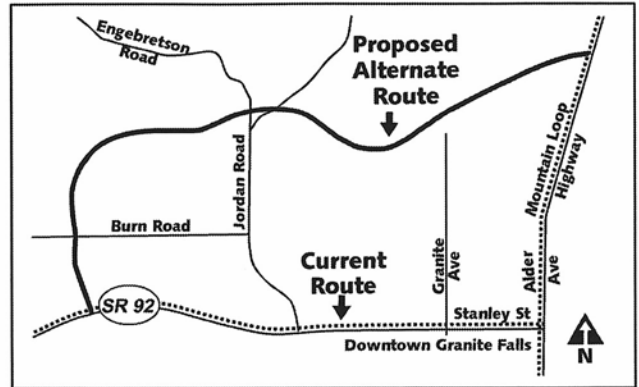 Engebretson
Road
Proposed
Alternate
Route
Mountain Loop
Highway
Jordan Road
Burn Road
Current
Route
Granite
Ave
Alder
Ave
SR 92
Stanley St
Downtown Granite Falls
N